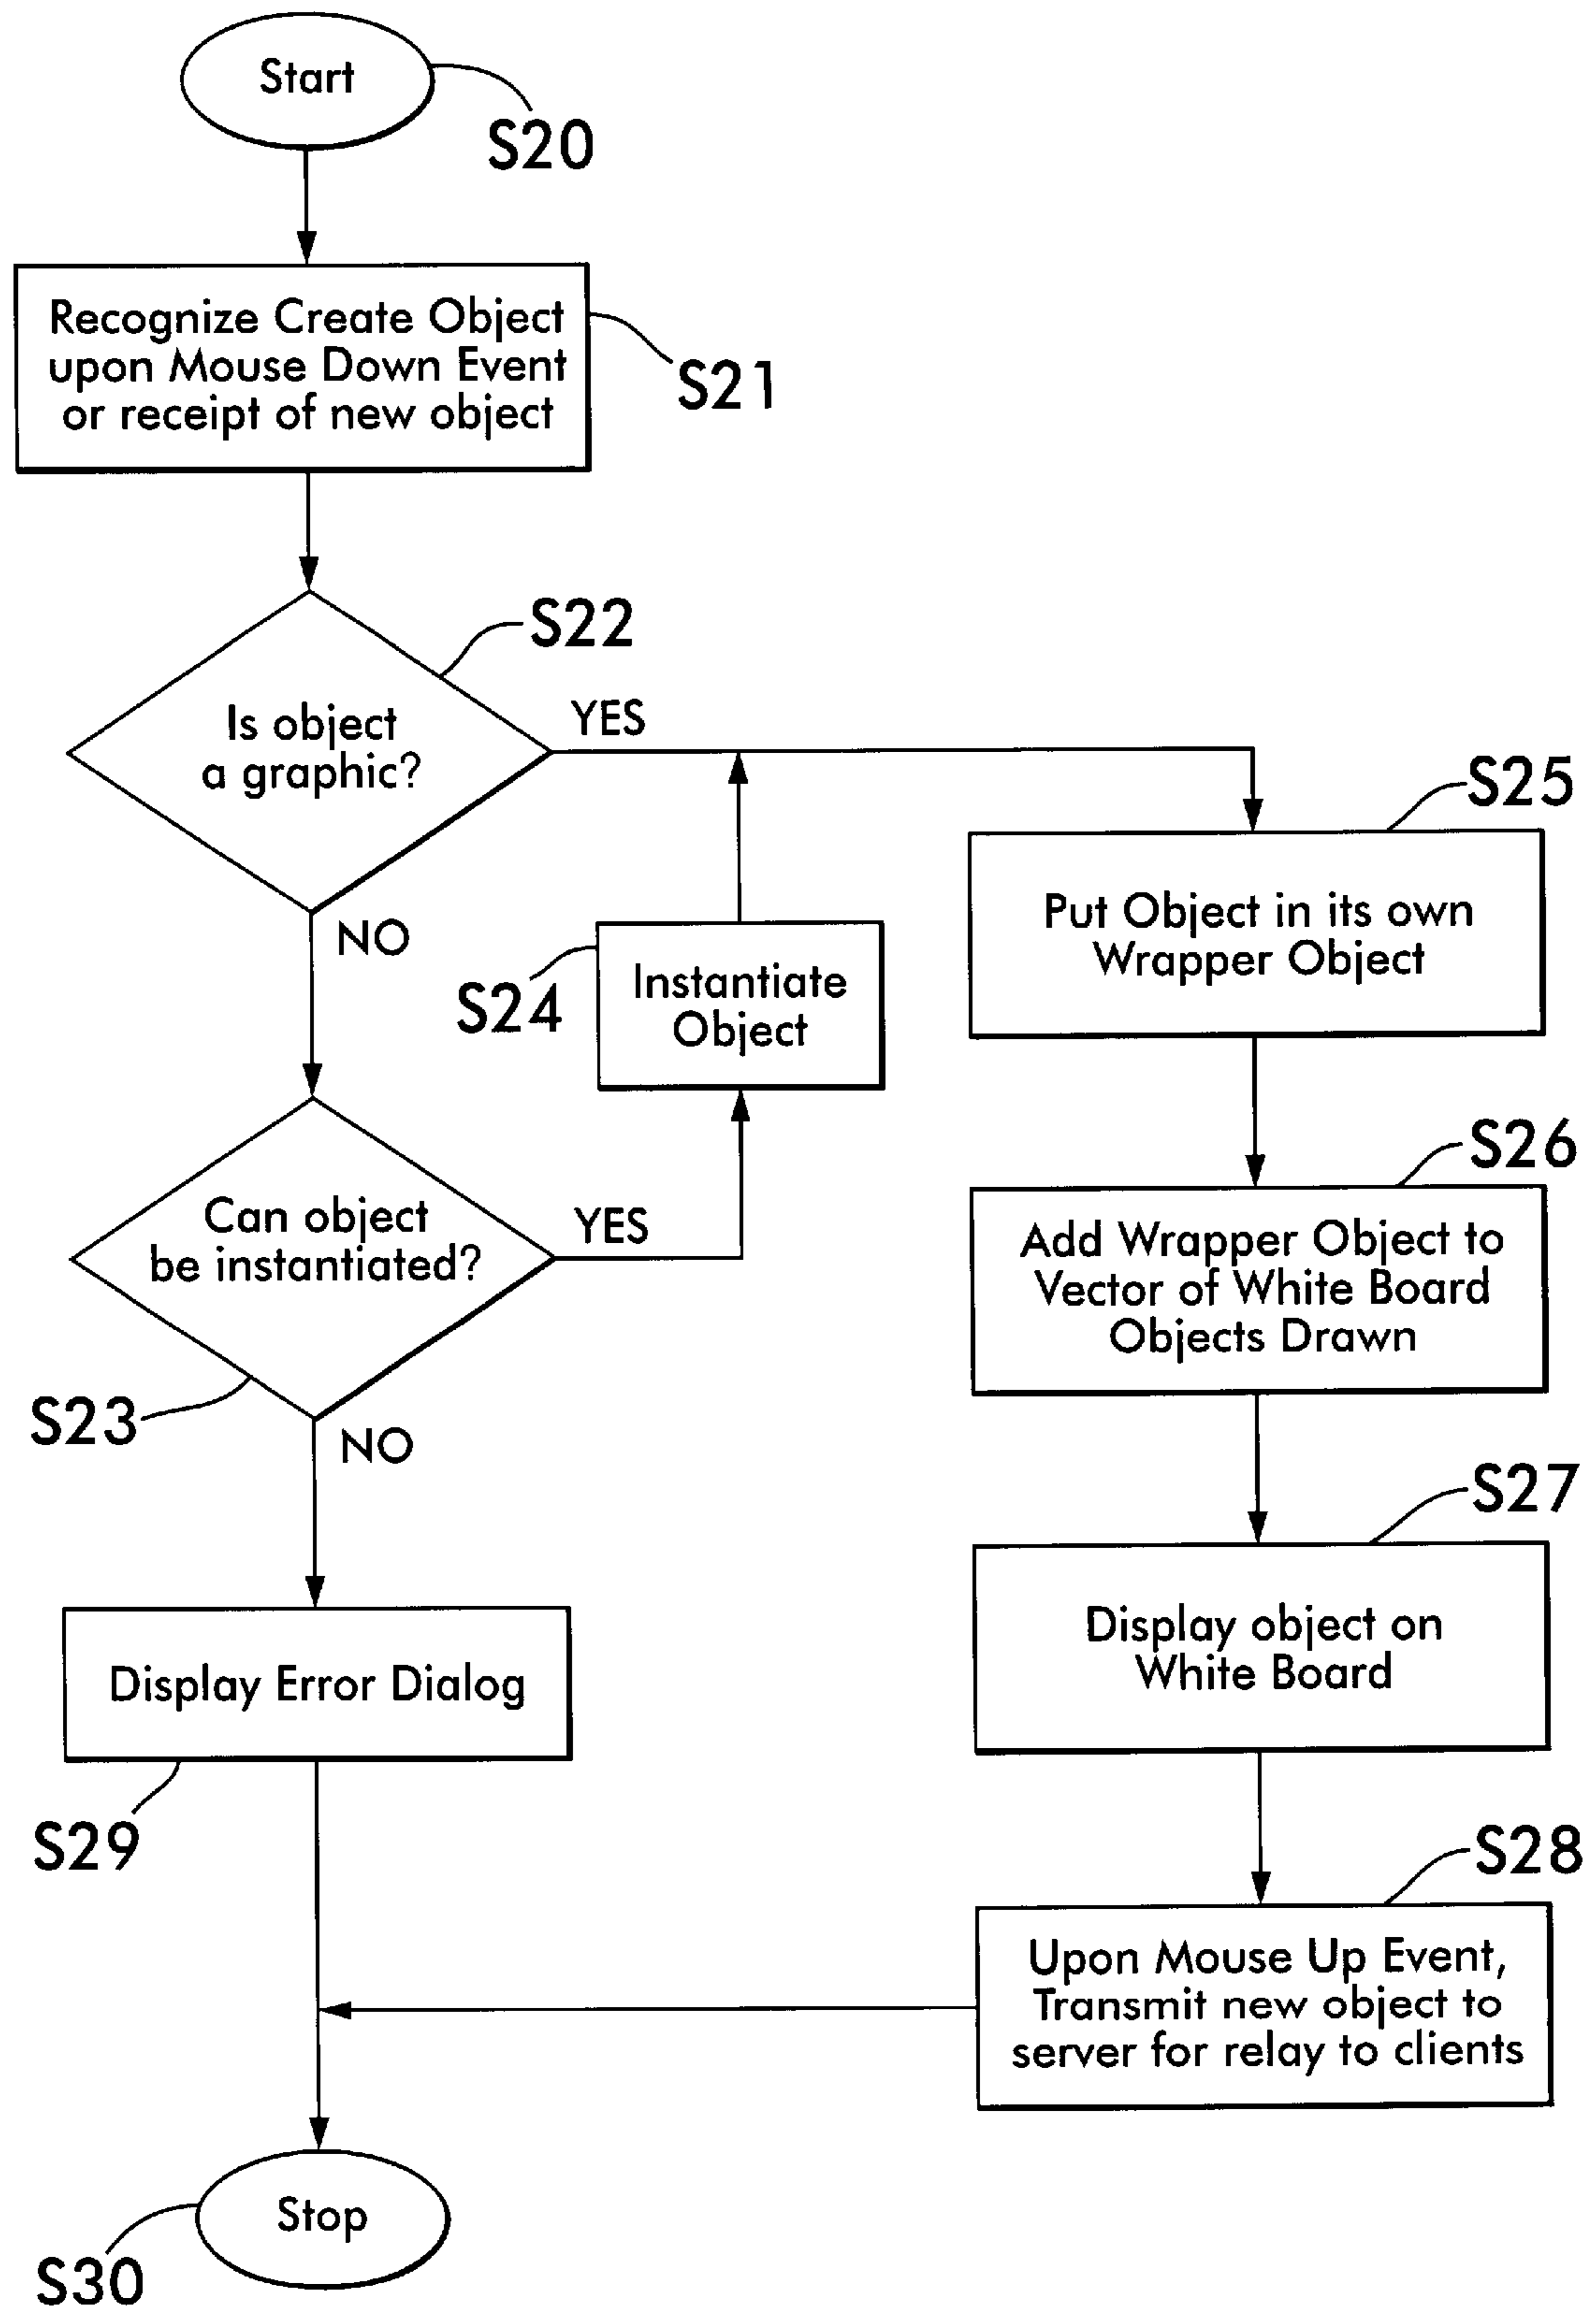 Start
S20
Recognize Create Object
upon Mouse Down Event
or receipt of new object
S21
S22
Is object
a graphic?
YES
NO
S25
Put Object in its own
Wrapper Object
S24
Instantiate
Object
S26
Add Wrapper Object to
Vector of White Board
Objects Drawn
Can object
be instantiated?
YES
S23
NO
S27
Display object on
White Board
Display Error Dialog
S29
S28
Upon Mouse Up Event,
Transmit new object to
server for relay to clients
Stop
S30